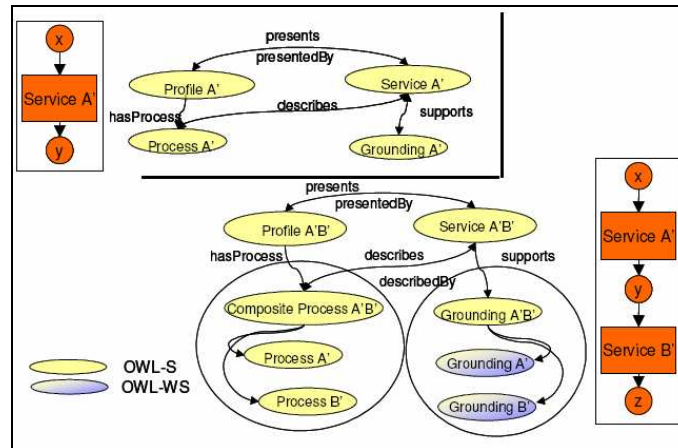 x
Service A'
y
presents
presentedBy
Profile A'
Service A'
hasProcess
describes
supports
Process A'
Grounding A'
presents
presentedBy
Profile A'B'
Service A'B'
hasProcess
describes
supports
describedBy
Composite Process A'B'
Grounding A'B'
Process A'
Grounding A'
Process B'
Grounding B'
OWL-S
OWL-WS
x
Service A'
y
Service B'
z